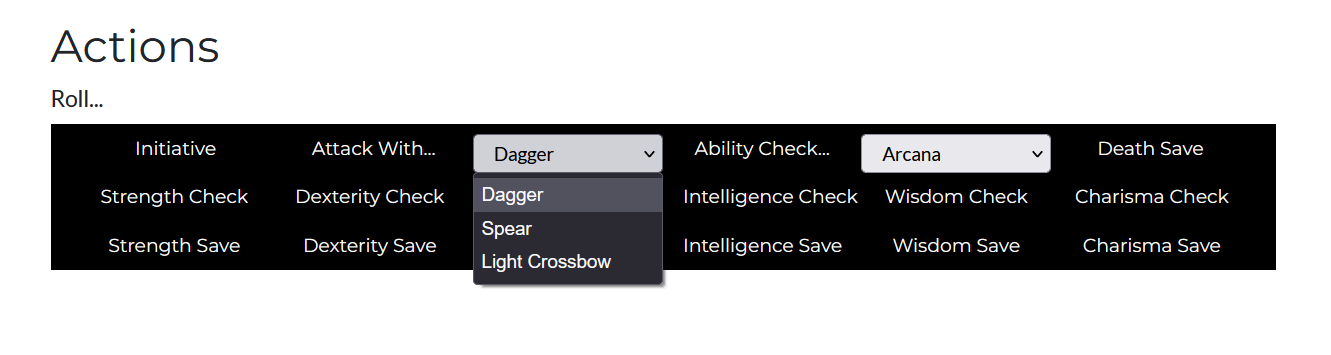 Actions
Roll...
Initiative Attack With... Dagger Ability Check... Arcana Death Save
Strength Check Dexterity Check Dagger Intelligence Check Wisdom Check Charisma Check
Spear
Strength Save Dexterity Save Intelligence Save Wisdom Save Charisma Save
Light Crossbow